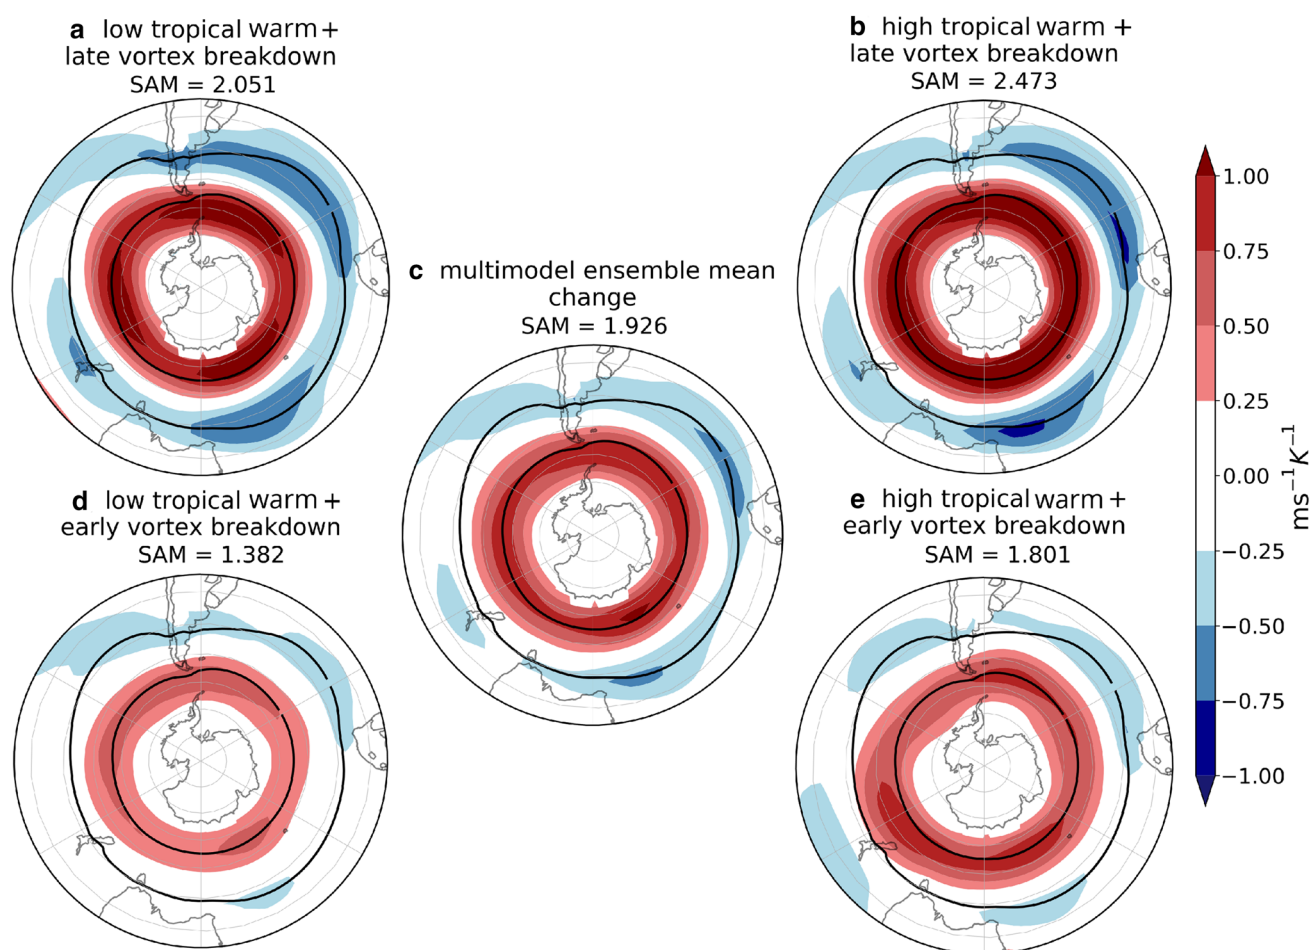 a low tropical warm +
late vortex breakdown
SAM = 2.051
b high tropical warm +
late vortex breakdown
SAM = 2.473
c multimodel ensemble mean
change
SAM = 1.926
d low tropical warm +
early vortex breakdown
SAM = 1.382
e high tropical warm +
early vortex breakdown
SAM = 1.801
1.00
0.75
0.50
0.25
0.00
−0.25
−0.50
−0.75
−1.00
ms⁻¹K⁻¹